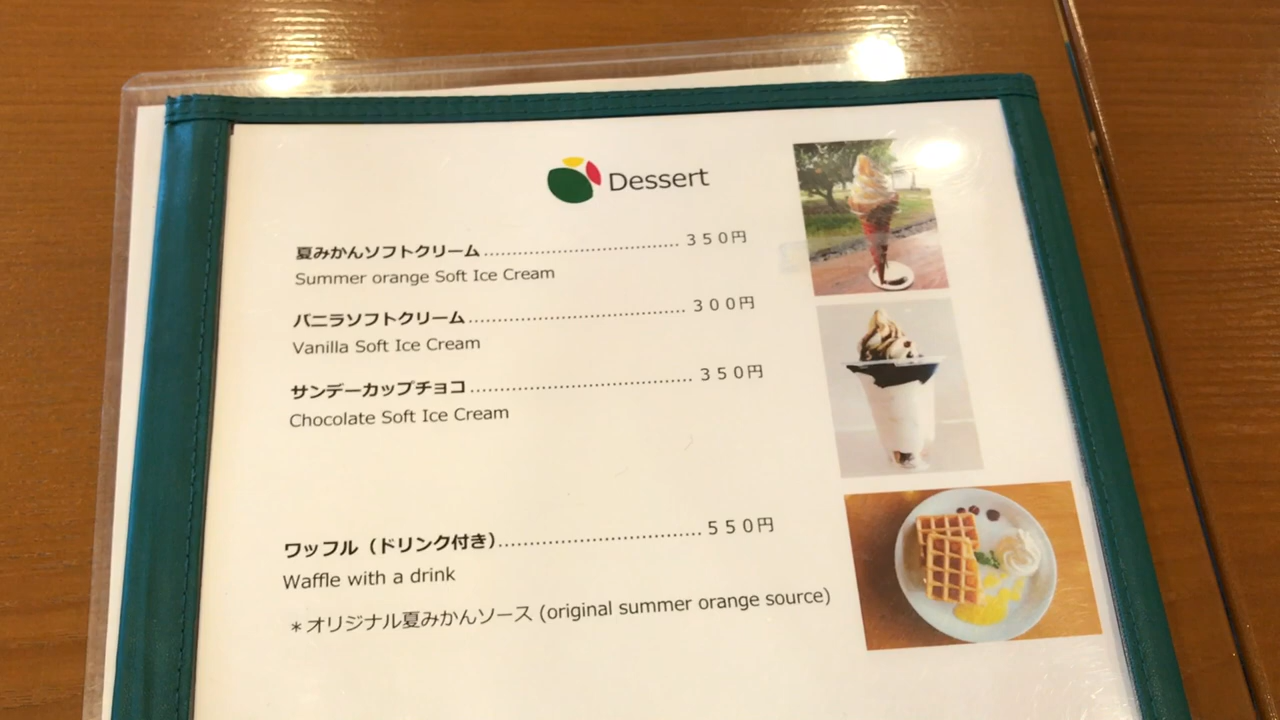 Dessert
夏みかんソフトクリーム.................................. ３５０円
Summer orange Soft Ice Cream
バニラソフトクリーム...................................... ３００円
Vanilla Soft Ice Cream
サンデーカップチョコ....................................... ３５０円
Chocolate Soft Ice Cream
ワッフル（ドリンク付き）................................... ５５０円
Waffle with a drink
＊オリジナル夏みかんソース (original summer orange source)